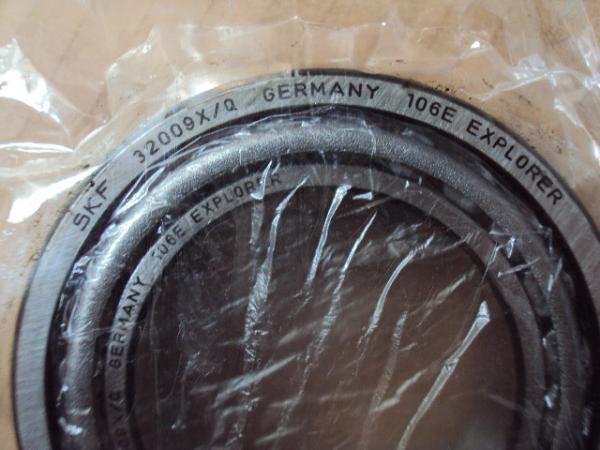 SKF 32009X/Q GERMANY 106E EXPLORER
GERMANY 106E EXPLORER